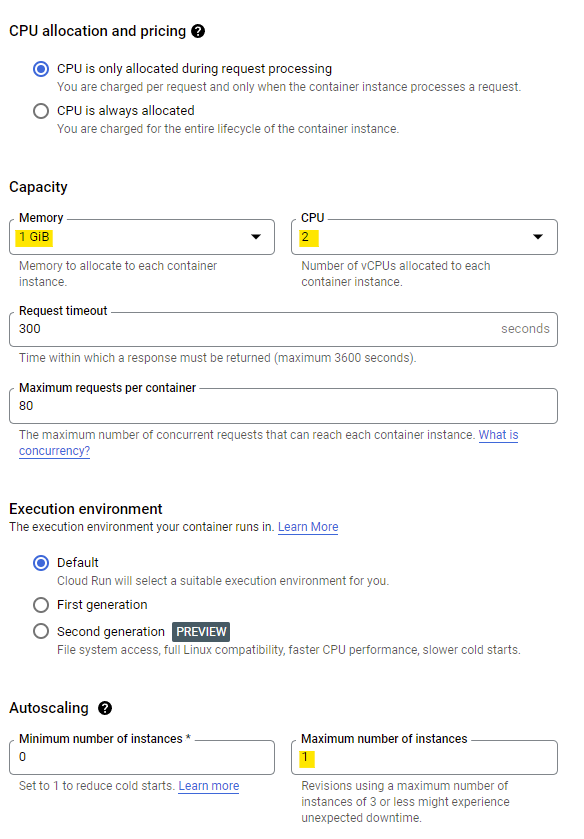 CPU allocation and pricing ?
CPU is only allocated during request processing
You are charged per request and only when the container instance processes a request.
CPU is always allocated
You are charged for the entire lifecycle of the container instance.
Capacity
Memory
1 GiB
Memory to allocate to each container
instance.
CPU
2
Number of vCPUs allocated to each
container instance.
Request timeout
300 seconds
Time within which a response must be returned (maximum 3600 seconds).
Maximum requests per container
80
The maximum number of concurrent requests that can reach each container instance. What is
concurrency?
Execution environment
The execution environment your container runs in. Learn More
Default
Cloud Run will select a suitable execution environment for you.
First generation
Second generation PREVIEW
File system access, full Linux compatibility, faster CPU performance, slower cold starts.
Autoscaling ?
Minimum number of instances *
0
Set to 1 to reduce cold starts. Learn more
Maximum number of instances
1
Revisions using a maximum number of
instances of 3 or less might experience
unexpected downtime.